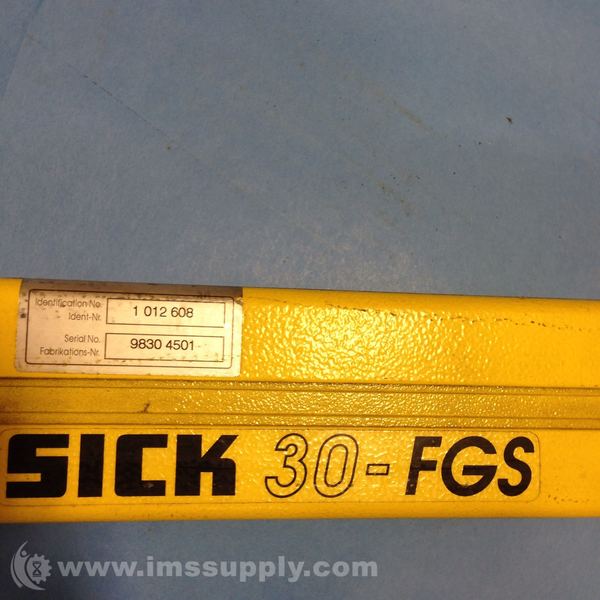 Identification No.
Ident-Nr. 1 012 608
Serial No.
Fabrikations-Nr. 9830 4501
SICK 30-FGS
www.imssupply.com